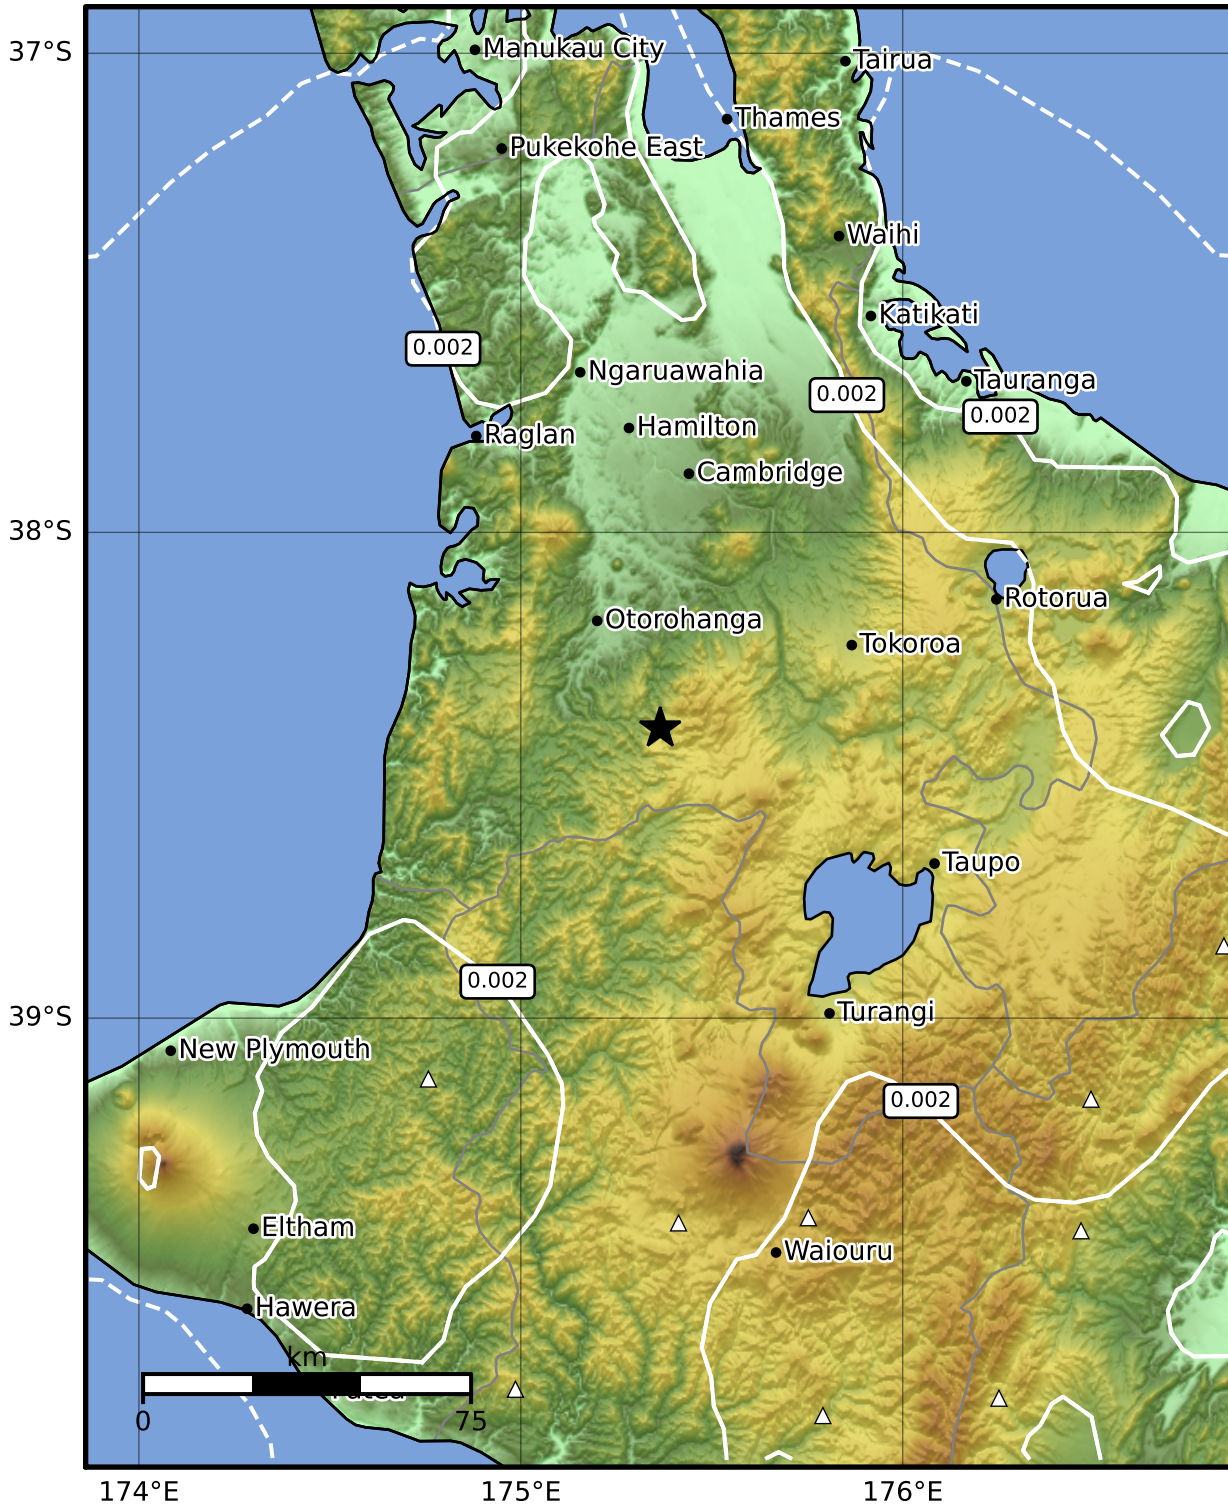 37°S
Manukau City
Tairua
Thames
Pukekohe East
Waihi
Katikati
0.002
Ngaruawahia
Tauranga
0.002
0.002
Hamilton
Raglan
Cambridge
38°S
Rotorua
Otorohanga
Tokoroa
Taupo
0.002
39°S
Turangi
New Plymouth
0.002
Eltham
Waiouru
Hawera
km
0
75
174°E
175°E
176°E